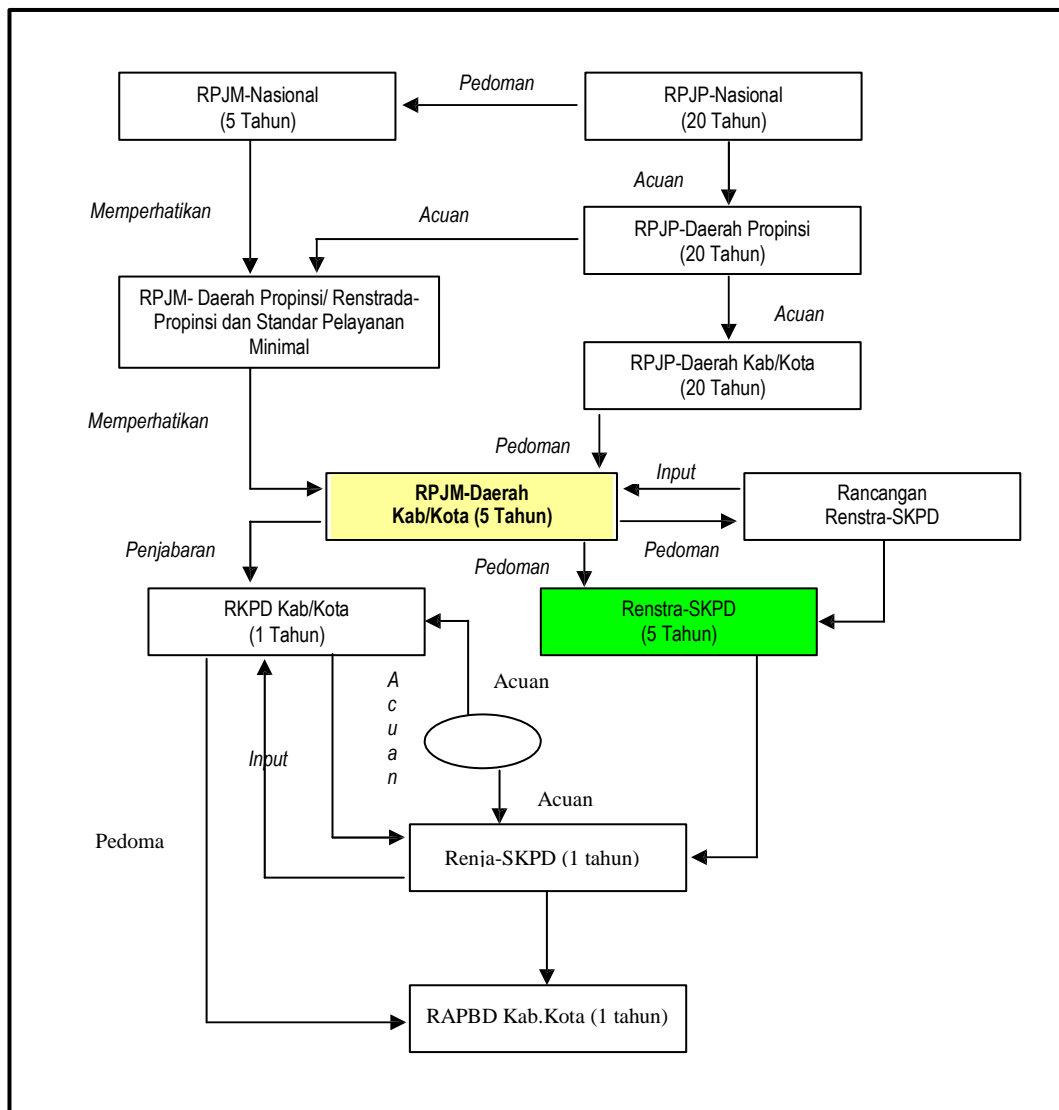 Pedoman
RPJM-Nasional
(5 Tahun)
RPJP-Nasional
(20 Tahun)
Acuan
Memperhatikan
Acuan
RPJP-Daerah Propinsi
(20 Tahun)
RPJM- Daerah Propinsi/ Renstrada-
Propinsi dan Standar Pelayanan
Minimal
Acuan
RPJP-Daerah Kab/Kota
(20 Tahun)
Memperhatikan
Pedoman
Input
RPJM-Daerah
Kab/Kota (5 Tahun)
Rancangan
Renstra-SKPD
Penjabaran
Pedoman
Pedoman
RKPD Kab/Kota
(1 Tahun)
Renstra-SKPD
(5 Tahun)
A
c
u
a
n
Acuan
Input
Acuan
Pedoma
Renja-SKPD (1 tahun)
RAPBD Kab.Kota (1 tahun)